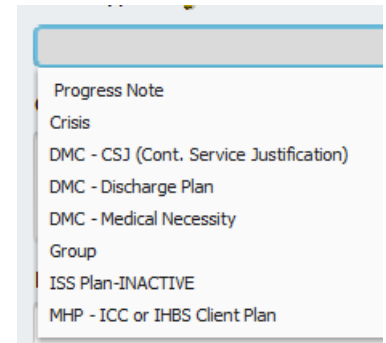 Progress Note
Crisis
DMC - CSJ (Cont. Service Justification)
DMC - Discharge Plan
DMC - Medical Necessity
Group
ISS Plan-INACTIVE
MHP - ICC or IHBS Client Plan